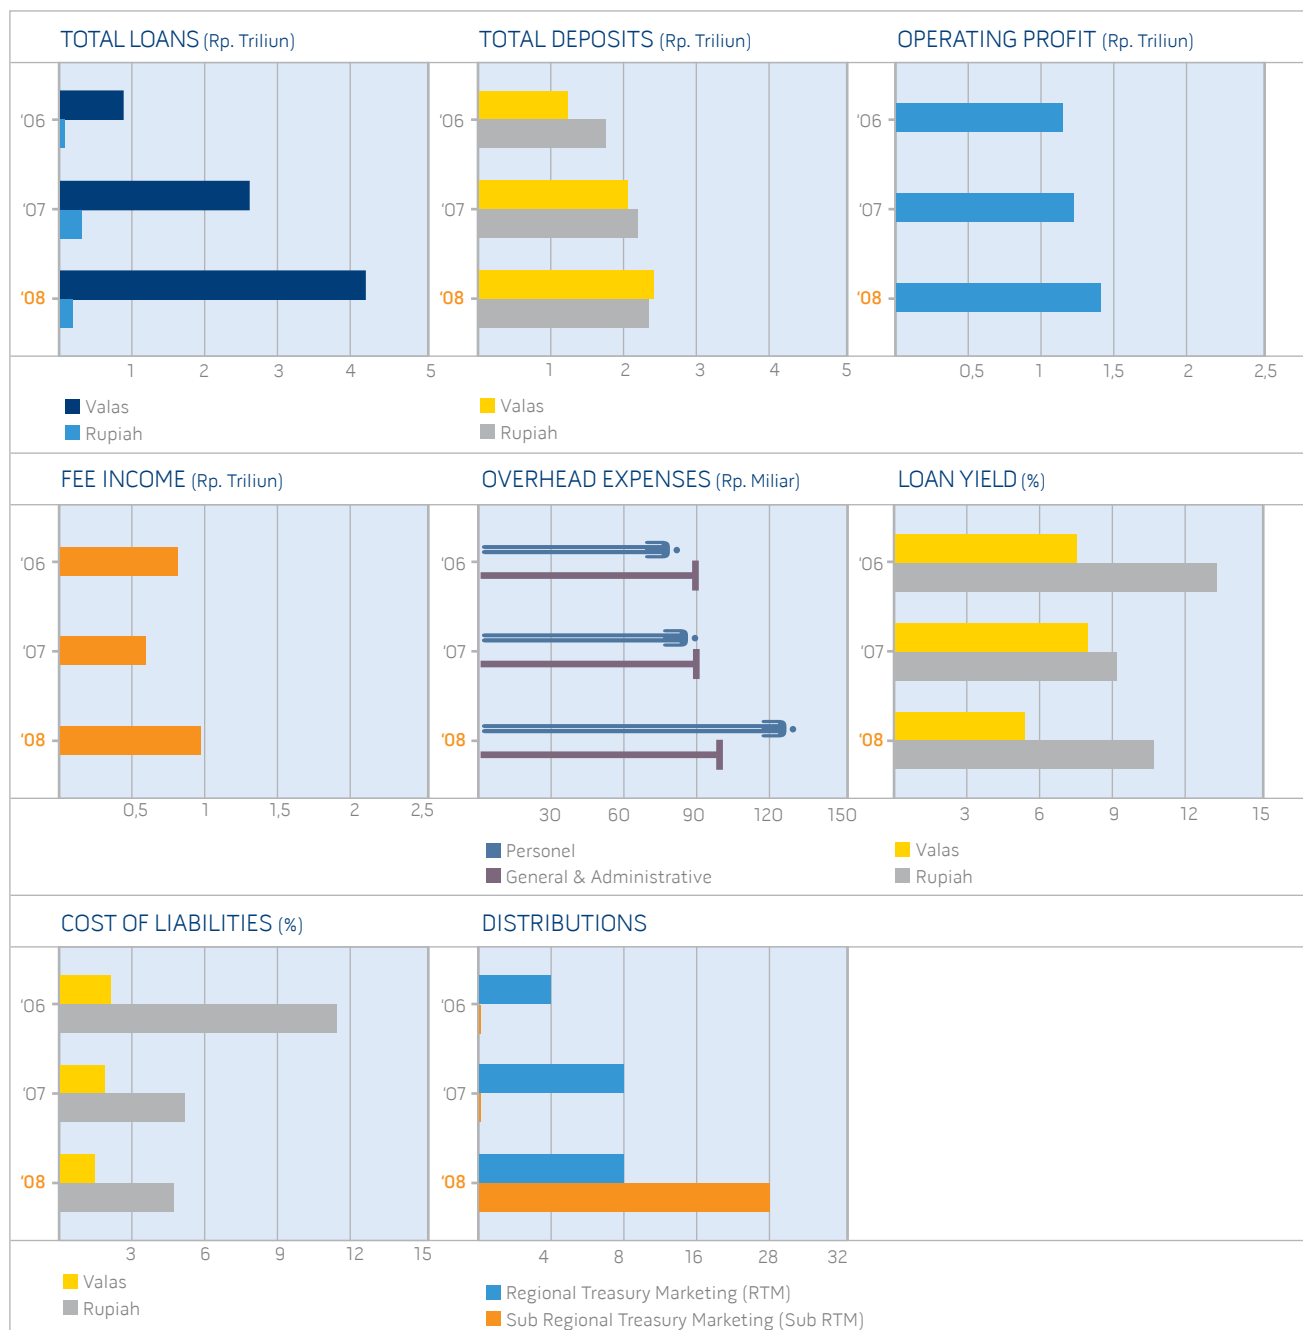 TOTAL LOANS (Rp. Triliun)
'06
'07
'08
1 2 3 4 5
Valas
Rupiah
TOTAL DEPOSITS (Rp. Triliun)
'06
'07
'08
1 2 3 4 5
Valas
Rupiah
OPERATING PROFIT (Rp. Triliun)
'06
'07
'08
0,5 1 1,5 2 2,5
FEE INCOME (Rp. Triliun)
'06
'07
'08
0,5 1 2 2 2,5
OVERHEAD EXPENSES (Rp. Miliar)
'06
'07
'08
30 60 90 120 150
Personel
General & Administrative
LOAN YIELD (%)
'06
'07
'08
3 6 9 12 15
Valas
Rupiah
COST OF LIABILITIES (%)
'06
'07
'08
3 6 9 12 15
Valas
Rupiah
DISTRIBUTIONS
'06
'07
'08
4 8 16 28 32
Regional Treasury Marketing (RTM)
Sub Regional Treasury Marketing (Sub RTM)